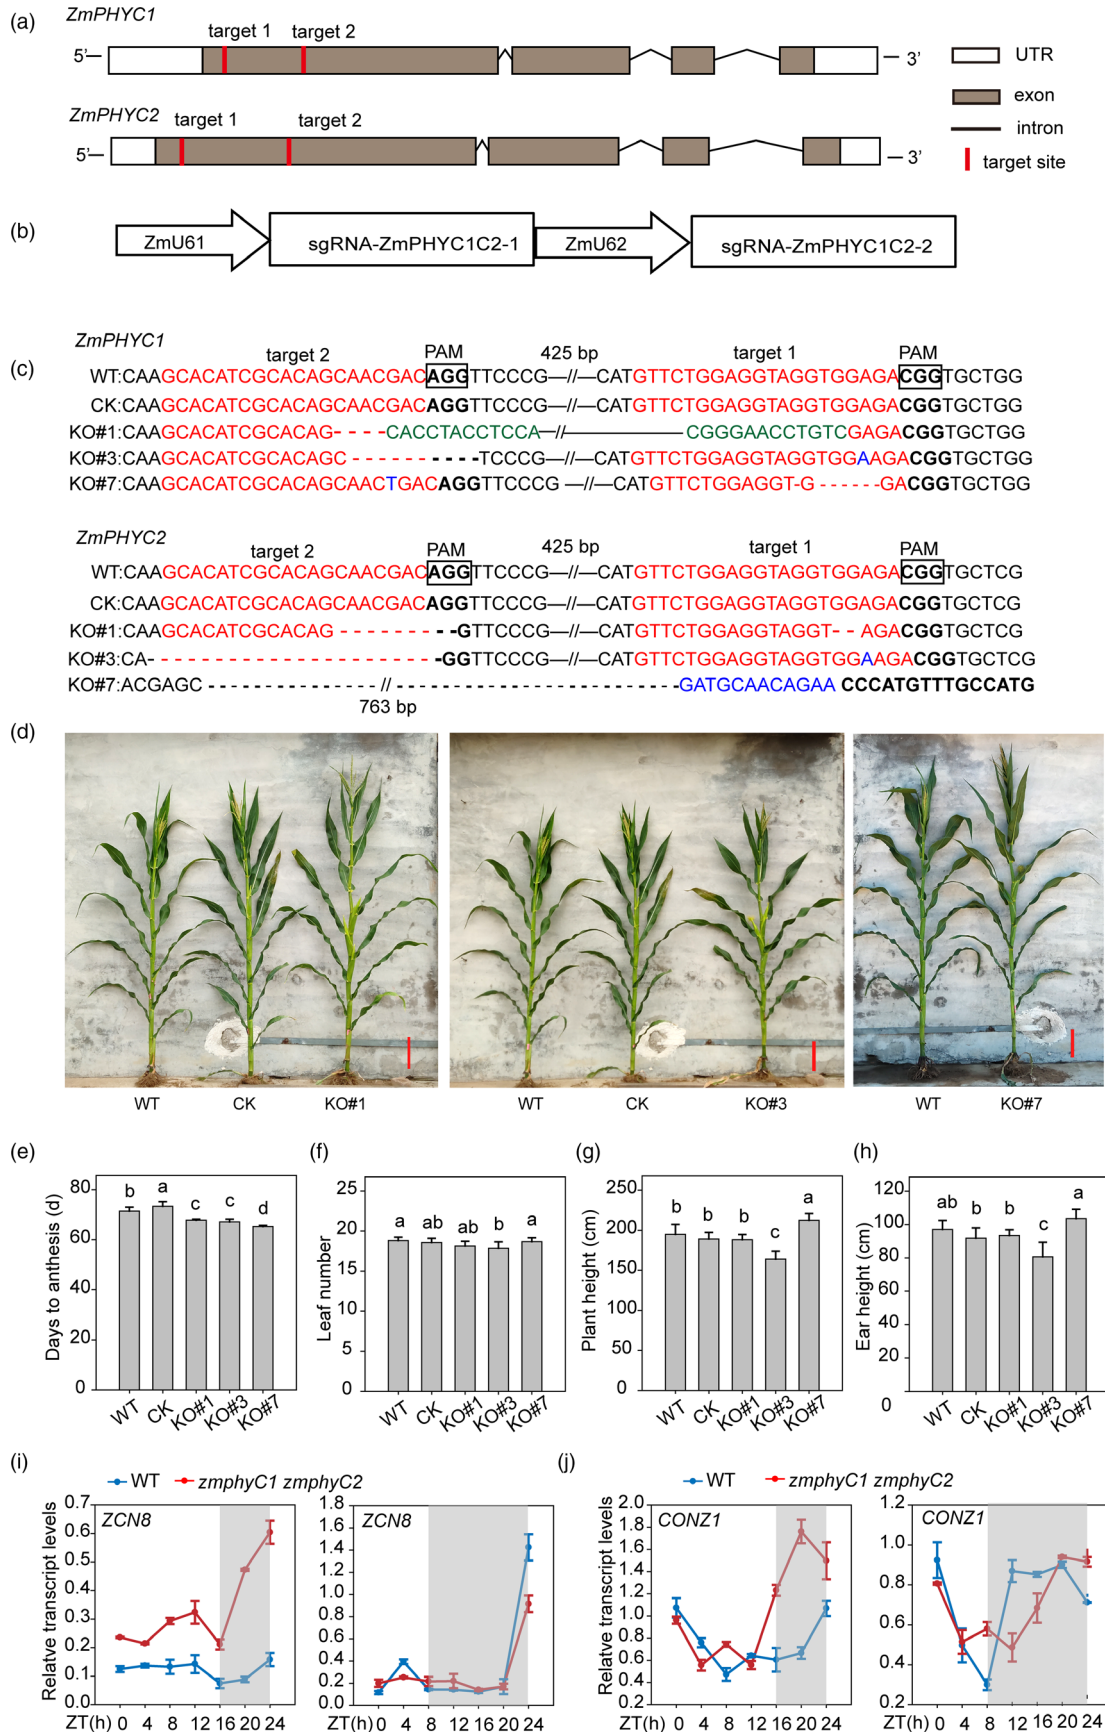 (a)
ZmPHYC1
target 1 target 2
5’ 3’
UTR
exon
intron
target site
ZmPHYC2
target 1 target 2
5’ 3’
(b)
ZmU61 sgRNA-ZmPHYC1C2-1 ZmU62 sgRNA-ZmPHYC1C2-2
(c)
ZmPHYC1
target 2 PAM 425 bp target 1 PAM
WT:CAAGCACATCGCACAGCAACGACAGGTTCCCG—//—CATGTTCTGGAGGTAGGTGGAGACGGTGCTGG
CK:CAAGCACATCGCACAGCAACGACAGGTTCCCG—//—CATGTTCTGGAGGTAGGTGGAGACGGTGCTGG
KO#1:CAAGCACATCGCACAG----CACCTACCTCCA—//————CGGGAACCTGTCGAGACGGTGCTGG
KO#3:CAAGCACATCGCACAGC----------TCCCG—//—CATGTTCTGGAGGTAGGTGGAAGACGGTGCTGG
KO#7:CAAGCACATCGCACAGCAACTGACAGGTTCCCG—//—CATGTTCTGGAGGT-G------GACGGTGCTGG
ZmPHYC2
target 2 PAM 425 bp target 1 PAM
WT:CAAGCACATCGCACAGCAACGACAGGTTCCCG—//—CATGTTCTGGAGGTAGGTGGAGACGGTGCTCG
CK:CAAGCACATCGCACAGCAACGACAGGTTCCCG—//—CATGTTCTGGAGGTAGGTGGAGACGGTGCTCG
KO#1:CAAGCACATCGCACAG---------GTTCCCG—//—CATGTTCTGGAGGTAGGT--AGACGGTGCTCG
KO#3:CA----------------------GGTTCCCG—//—CATGTTCTGGAGGTAGGTGGAAGACGGTGCTCG
KO#7:ACGAGC--------------//----------------------GATGCAACAGAA CCCATGTTTGCCATG
763 bp
(d)
WT CK KO#1 WT CK KO#3 WT KO#7
(e)
Days to anthesis (d)
80
60
40
20
0
b a c c d
WT CK KO#1 KO#3 KO#7
(f)
Leaf number
25
20
15
10
5
0
a ab ab b a
WT CK KO#1 KO#3 KO#7
(g)
Plant height (cm)
250
200
150
100
50
0
b b b c a
WT CK KO#1 KO#3 KO#7
(h)
Ear height (cm)
120
100
80
60
40
20
0
ab b b c a
WT CK KO#1 KO#3 KO#7
(i)
WT zmphyC1 zmphyC2
Relatve transcript levels
ZCN8
0.7
0.6
0.5
0.4
0.3
0.2
0.1
0.0
ZT(h) 0 4 8 12 16 20 24
ZCN8
1.8
1.6
1.4
1.2
1.0
0.8
0.6
0.4
0.2
0.0
0 4 8 12 16 20 24
(j)
WT zmphyC1 zmphyC2
Relative transcript levels
CONZ1
2.0
1.8
1.6
1.4
1.2
1.0
0.8
0.6
0.4
0.2
ZT(h) 0 4 8 12 16 20 24
CONZ1
1.2
1.0
0.8
0.6
0.4
0.2
0 4 8 12 16 20 24